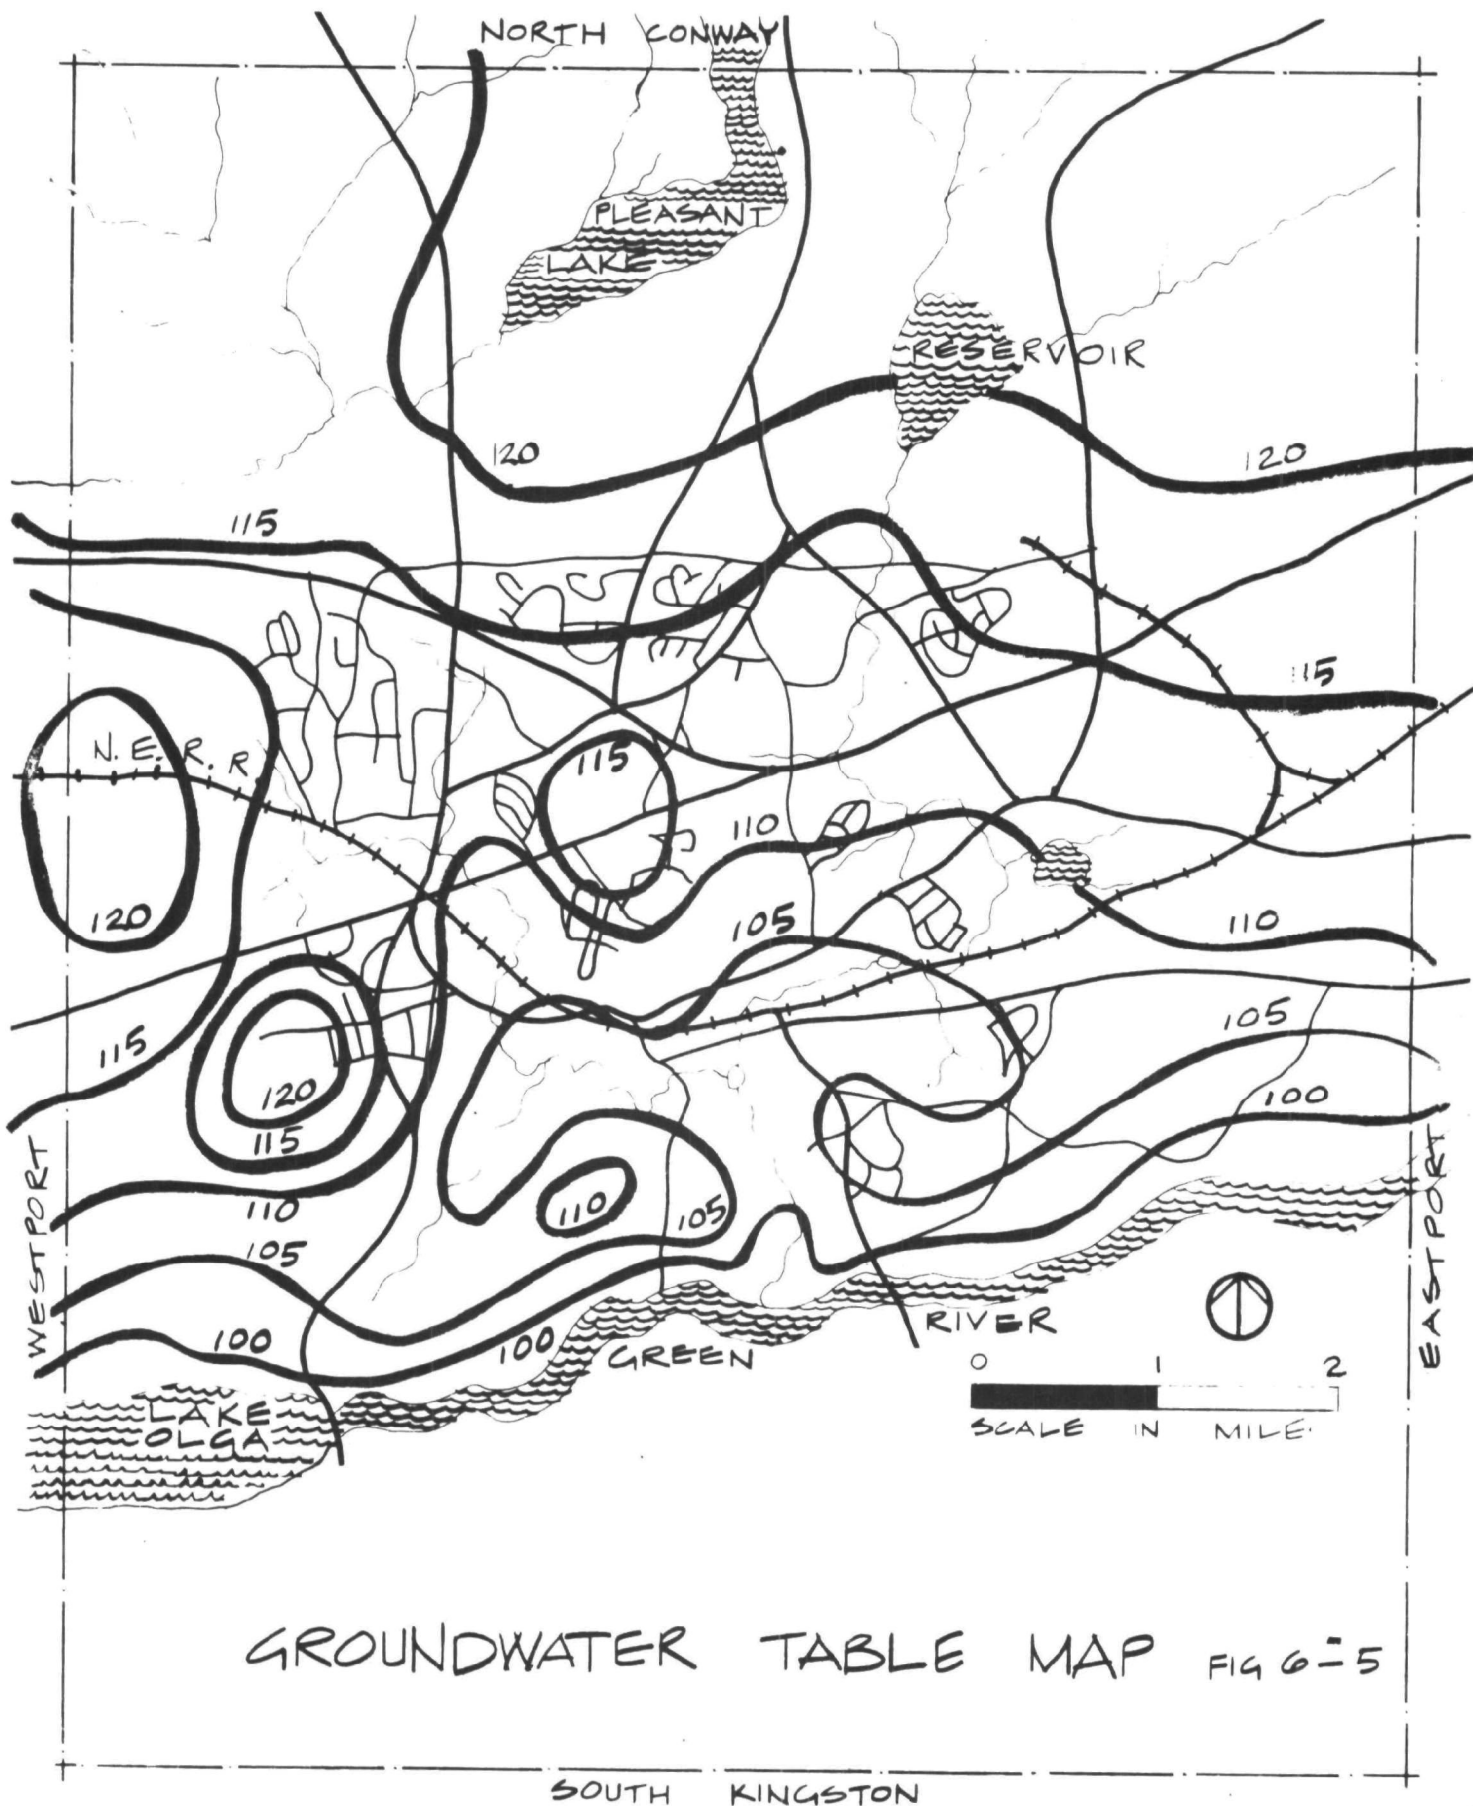 NORTH CONWAY
PLEASANT
LAKE
RESERVOIR
120
120
115
115
N. E. R. R.
115
110
120
105
110
115
105
120
100
115
110
105
110
105
100
100
WESTPORT
EASTPORT
RIVER
GREEN
0 1 2
SCALE IN MILE
LAKE
OLGA
GROUNDWATER TABLE MAP FIG 6-5
SOUTH KINGSTON